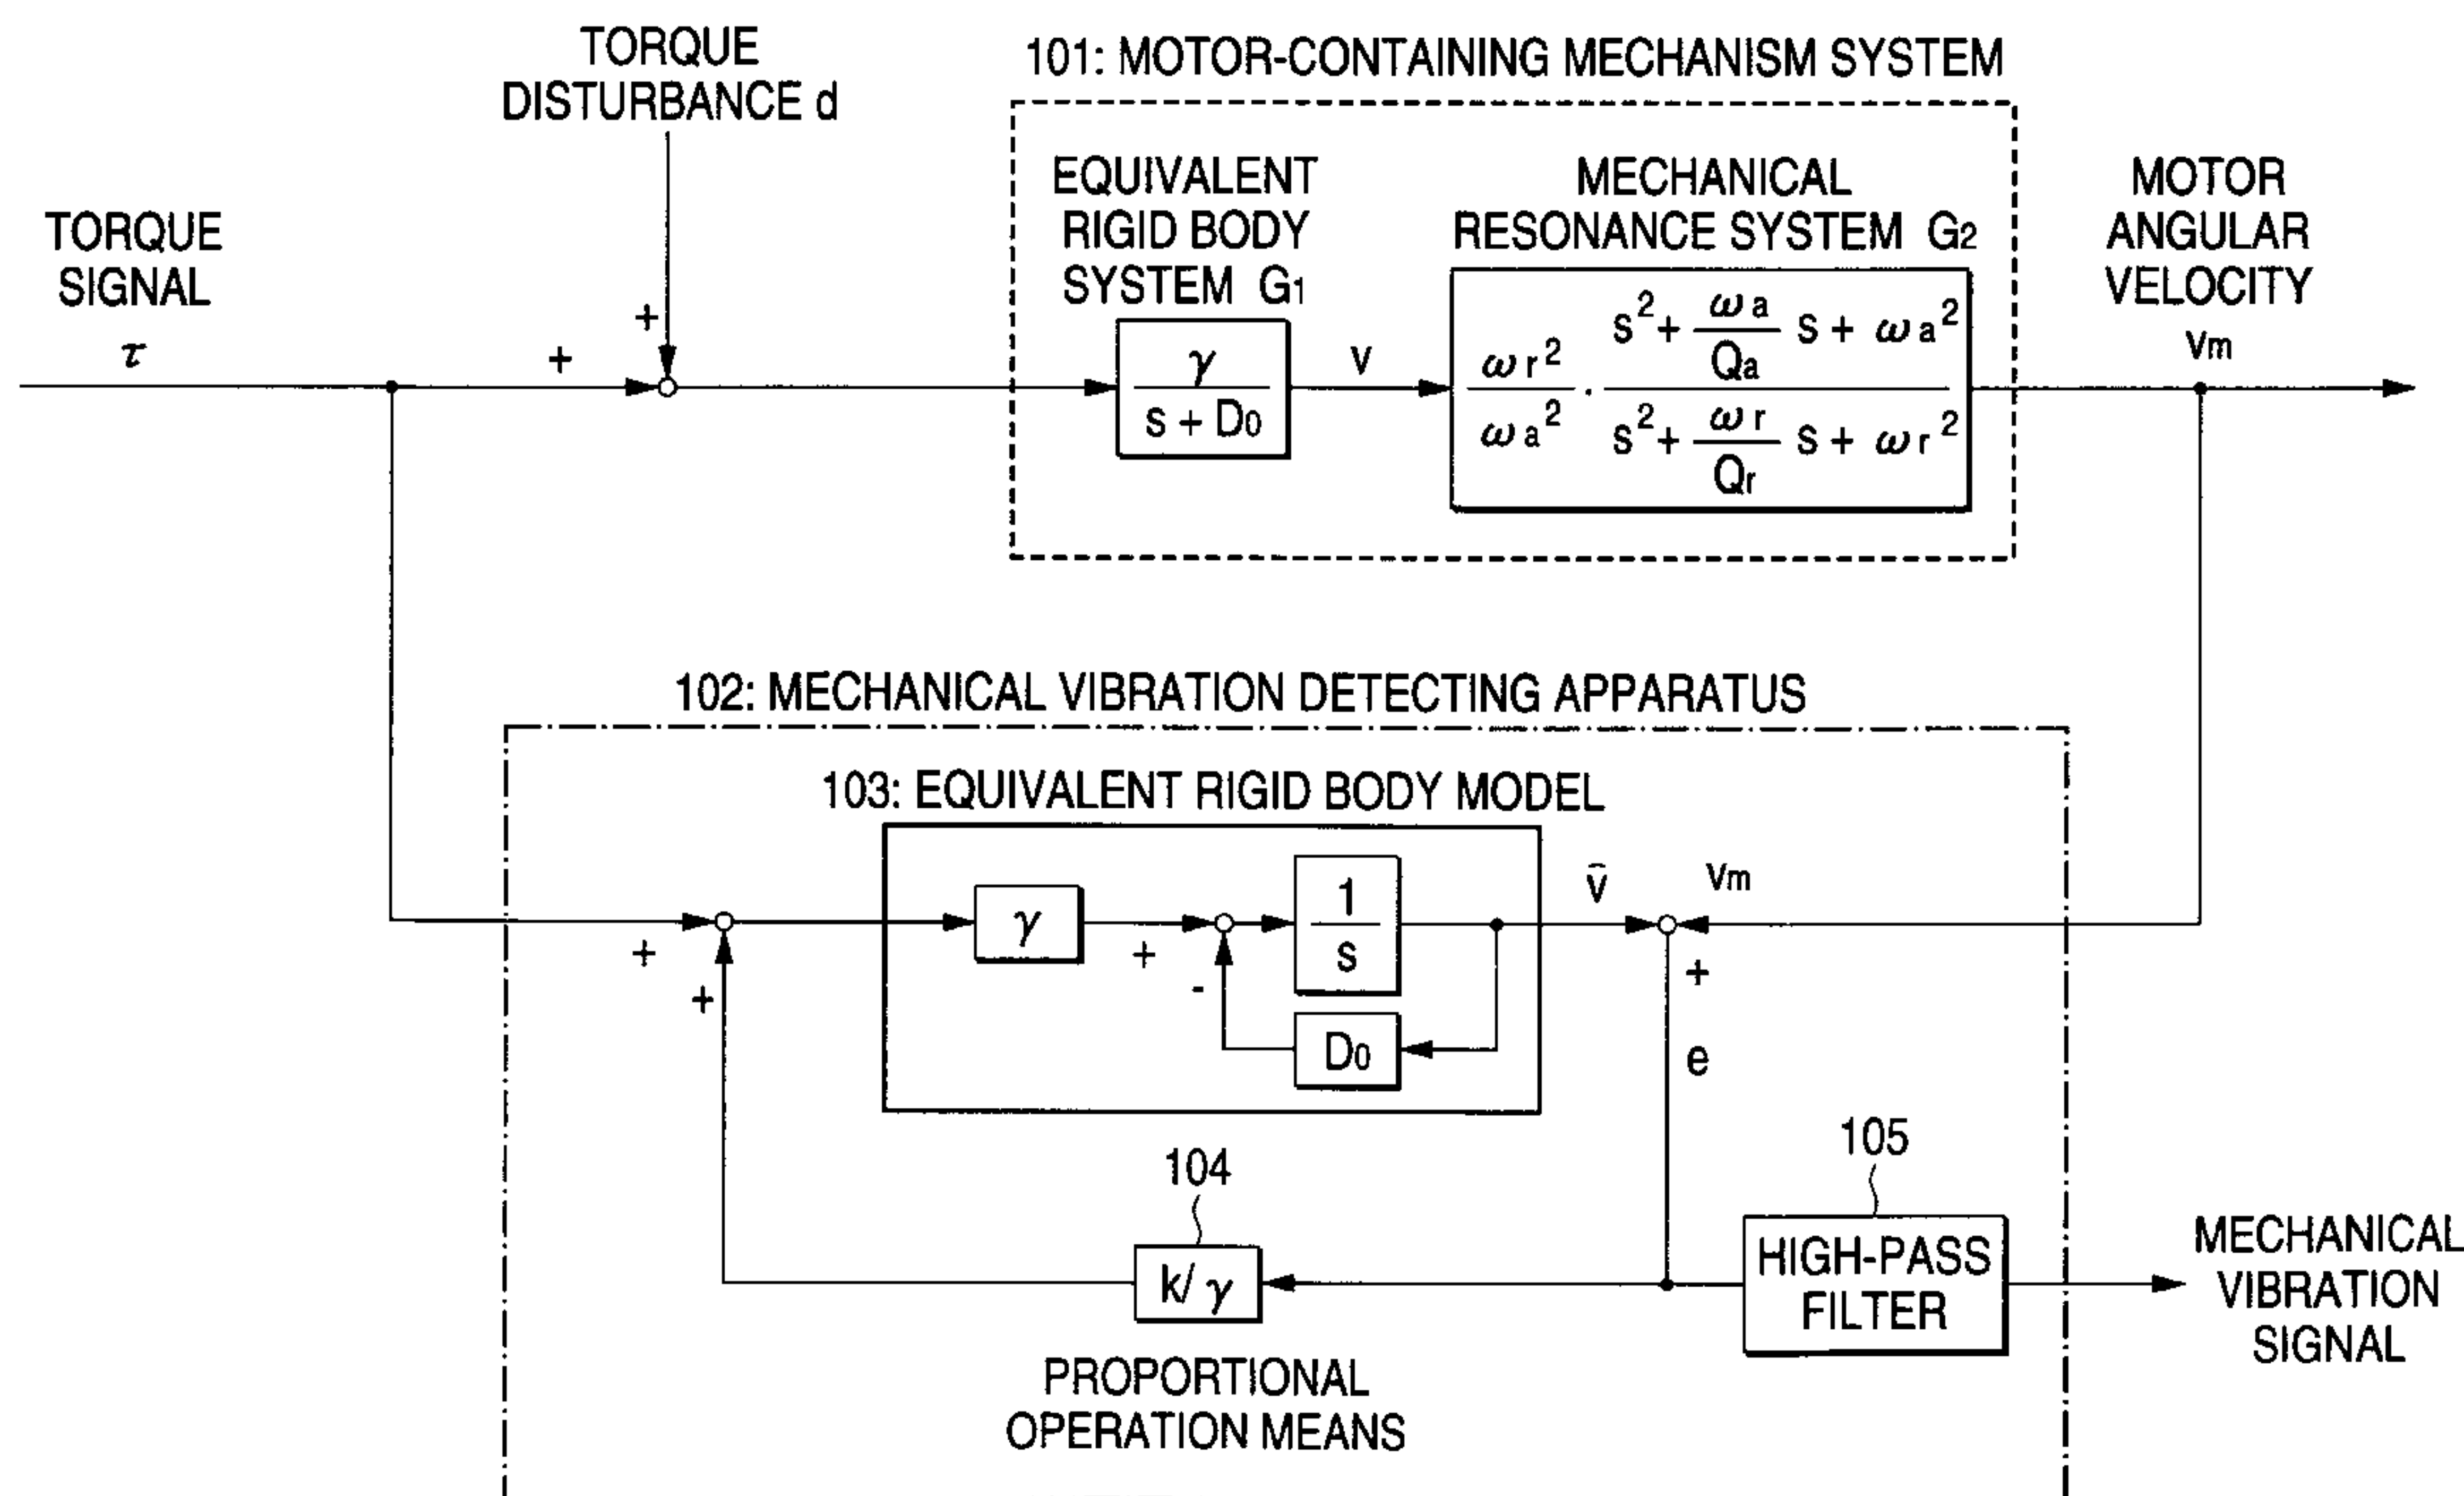 TORQUE
DISTURBANCE d
101: MOTOR-CONTAINING MECHANISM SYSTEM
EQUIVALENT
RIGID BODY
SYSTEM G1
MECHANICAL
RESONANCE SYSTEM G2
MOTOR
ANGULAR
VELOCITY
Vm
TORQUE
SIGNAL
τ
+
+
γ
s + D0
V
ωr²
ωa²
·
s² + ωa/Qa s + ωa²
s² + ωr/Qr s + ωr²
102: MECHANICAL VIBRATION DETECTING APPARATUS
103: EQUIVALENT RIGID BODY MODEL
+
+
γ
+
-
1
s
D0
V̄
Vm
+
e
104
k/γ
PROPORTIONAL
OPERATION MEANS
105
HIGH-PASS
FILTER
MECHANICAL
VIBRATION
SIGNAL